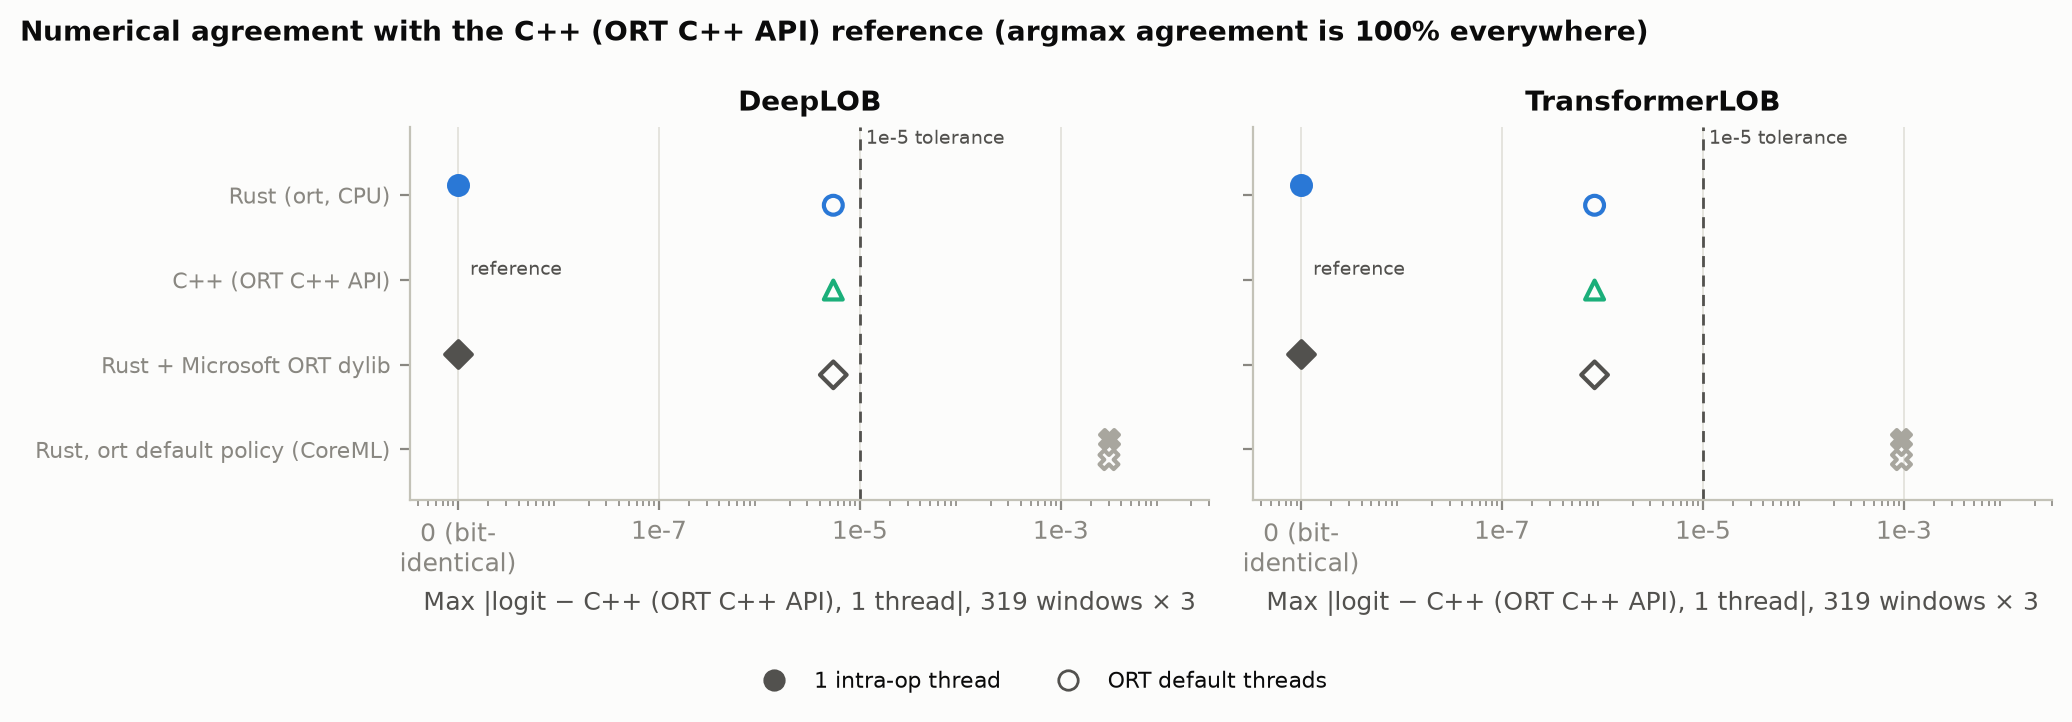 Numerical agreement with the C++ (ORT C++ API) reference (argmax agreement is 100% everywhere)
DeepLOB
TransformerLOB
1e-5 tolerance
1e-5 tolerance
Rust (ort, CPU)
reference
reference
C++ (ORT C++ API)
Rust + Microsoft ORT dylib
Rust, ort default policy (CoreML)
0 (bit-
identical)
1e-7
1e-5
1e-3
0 (bit-
identical)
1e-7
1e-5
1e-3
Max |logit − C++ (ORT C++ API), 1 thread|, 319 windows × 3
Max |logit − C++ (ORT C++ API), 1 thread|, 319 windows × 3
1 intra-op thread
ORT default threads